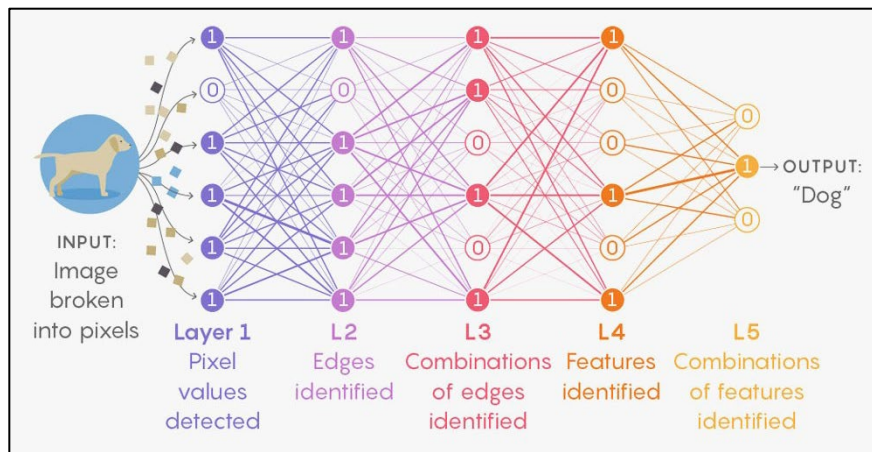 1 1 1 1
0 0 1 0
0
1 1 0 0
1 → OUTPUT:
"Dog"
1 1 1 1
0
1 1 0 0
1 1 1 1
INPUT:
Image
broken
into pixels
Layer 1
Pixel
values
detected
L2
Edges
identified
L3
Combinations
of edges
identified
L4
Features
identified
L5
Combinations
of features
identified